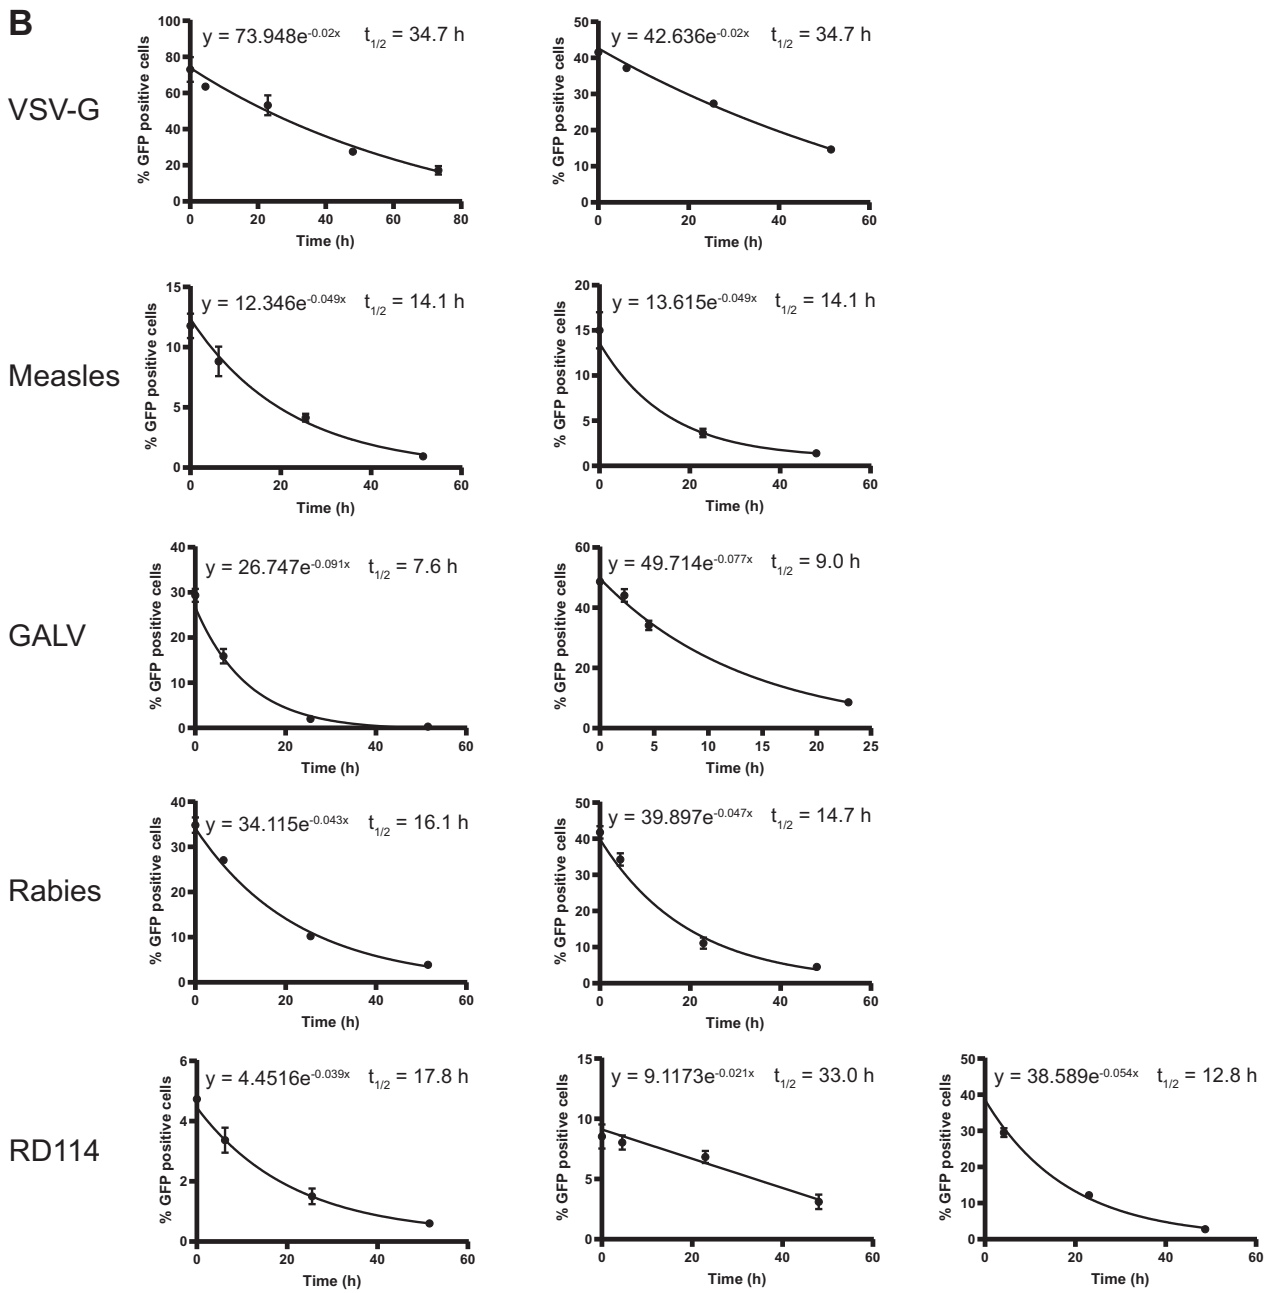 B
VSV-G
y = 73.948e^-0.02x t1/2 = 34.7 h
% GFP positive cells
100
80
60
40
20
0
0 20 40 60 80
Time (h)
y = 42.636e^-0.02x t1/2 = 34.7 h
% GFP positive cells
50
40
30
20
10
0
0 20 40 60
Time (h)
Measles
y = 12.346e^-0.049x t1/2 = 14.1 h
% GFP positive cells
15
10
5
0
0 20 40 60
Time (h)
y = 13.615e^-0.049x t1/2 = 14.1 h
% GFP positive cells
20
15
10
5
0
0 20 40 60
Time (h)
GALV
y = 26.747e^-0.091x t1/2 = 7.6 h
% GFP positive cells
40
30
20
10
0
0 20 40 60
Time (h)
y = 49.714e^-0.077x t1/2 = 9.0 h
% GFP positive cells
60
40
20
0
0 5 10 15 20 25
Time (h)
Rabies
y = 34.115e^-0.043x t1/2 = 16.1 h
% GFP positive cells
40
30
20
10
0
0 20 40 60
Time (h)
y = 39.897e^-0.047x t1/2 = 14.7 h
% GFP positive cells
50
40
30
20
10
0
0 20 40 60
Time (h)
RD114
y = 4.4516e^-0.039x t1/2 = 17.8 h
% GFP positive cells
6
4
2
0
0 20 40 60
Time (h)
y = 9.1173e^-0.021x t1/2 = 33.0 h
% GFP positive cells
15
10
5
0
0 20 40 60
Time (h)
y = 38.589e^-0.054x t1/2 = 12.8 h
% GFP positive cells
50
40
30
20
10
0
0 20 40 60
Time (h)